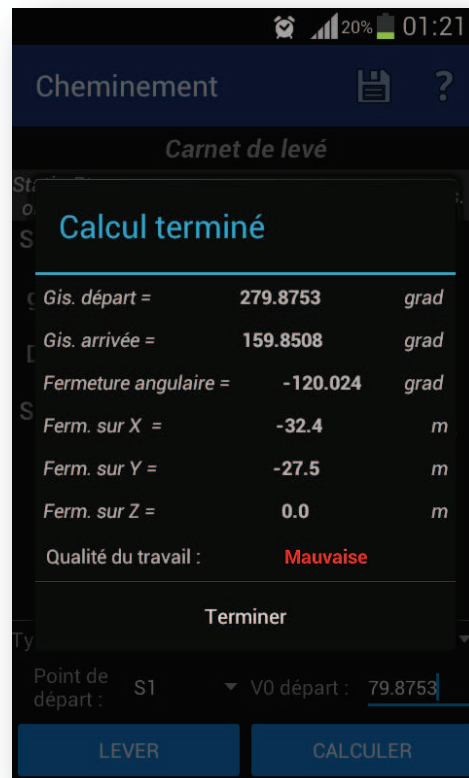 20% 01:21
Cheminement ?
Carnet de levé
Calcul terminé
Gis. départ = 279.8753 grad
Gis. arrivée = 159.8508 grad
Fermeture angulaire = -120.024 grad
Ferm. sur X = -32.4 m
Ferm. sur Y = -27.5 m
Ferm. sur Z = 0.0 m
Qualité du travail : Mauvaise
Terminer
Point de départ : S1 V0 départ : 79.8753
LEVER CALCULER